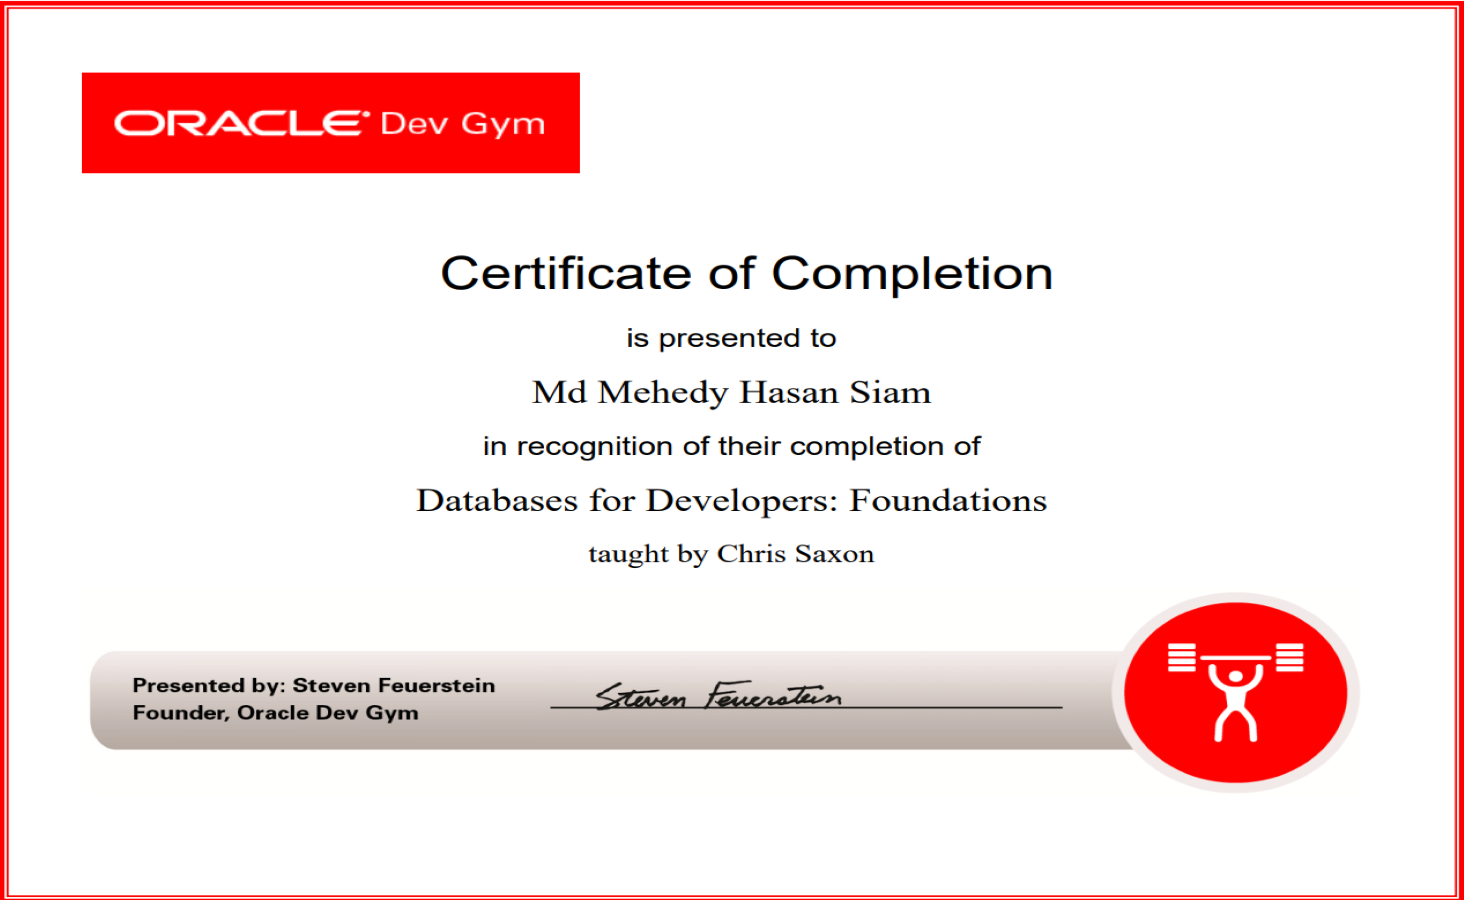 ORACLE Dev Gym
Certificate of Completion
is presented to
Md Mehedy Hasan Siam
in recognition of their completion of
Databases for Developers: Foundations
taught by Chris Saxon
Presented by: Steven Feuerstein
Founder, Oracle Dev Gym
Steven Feuerstein